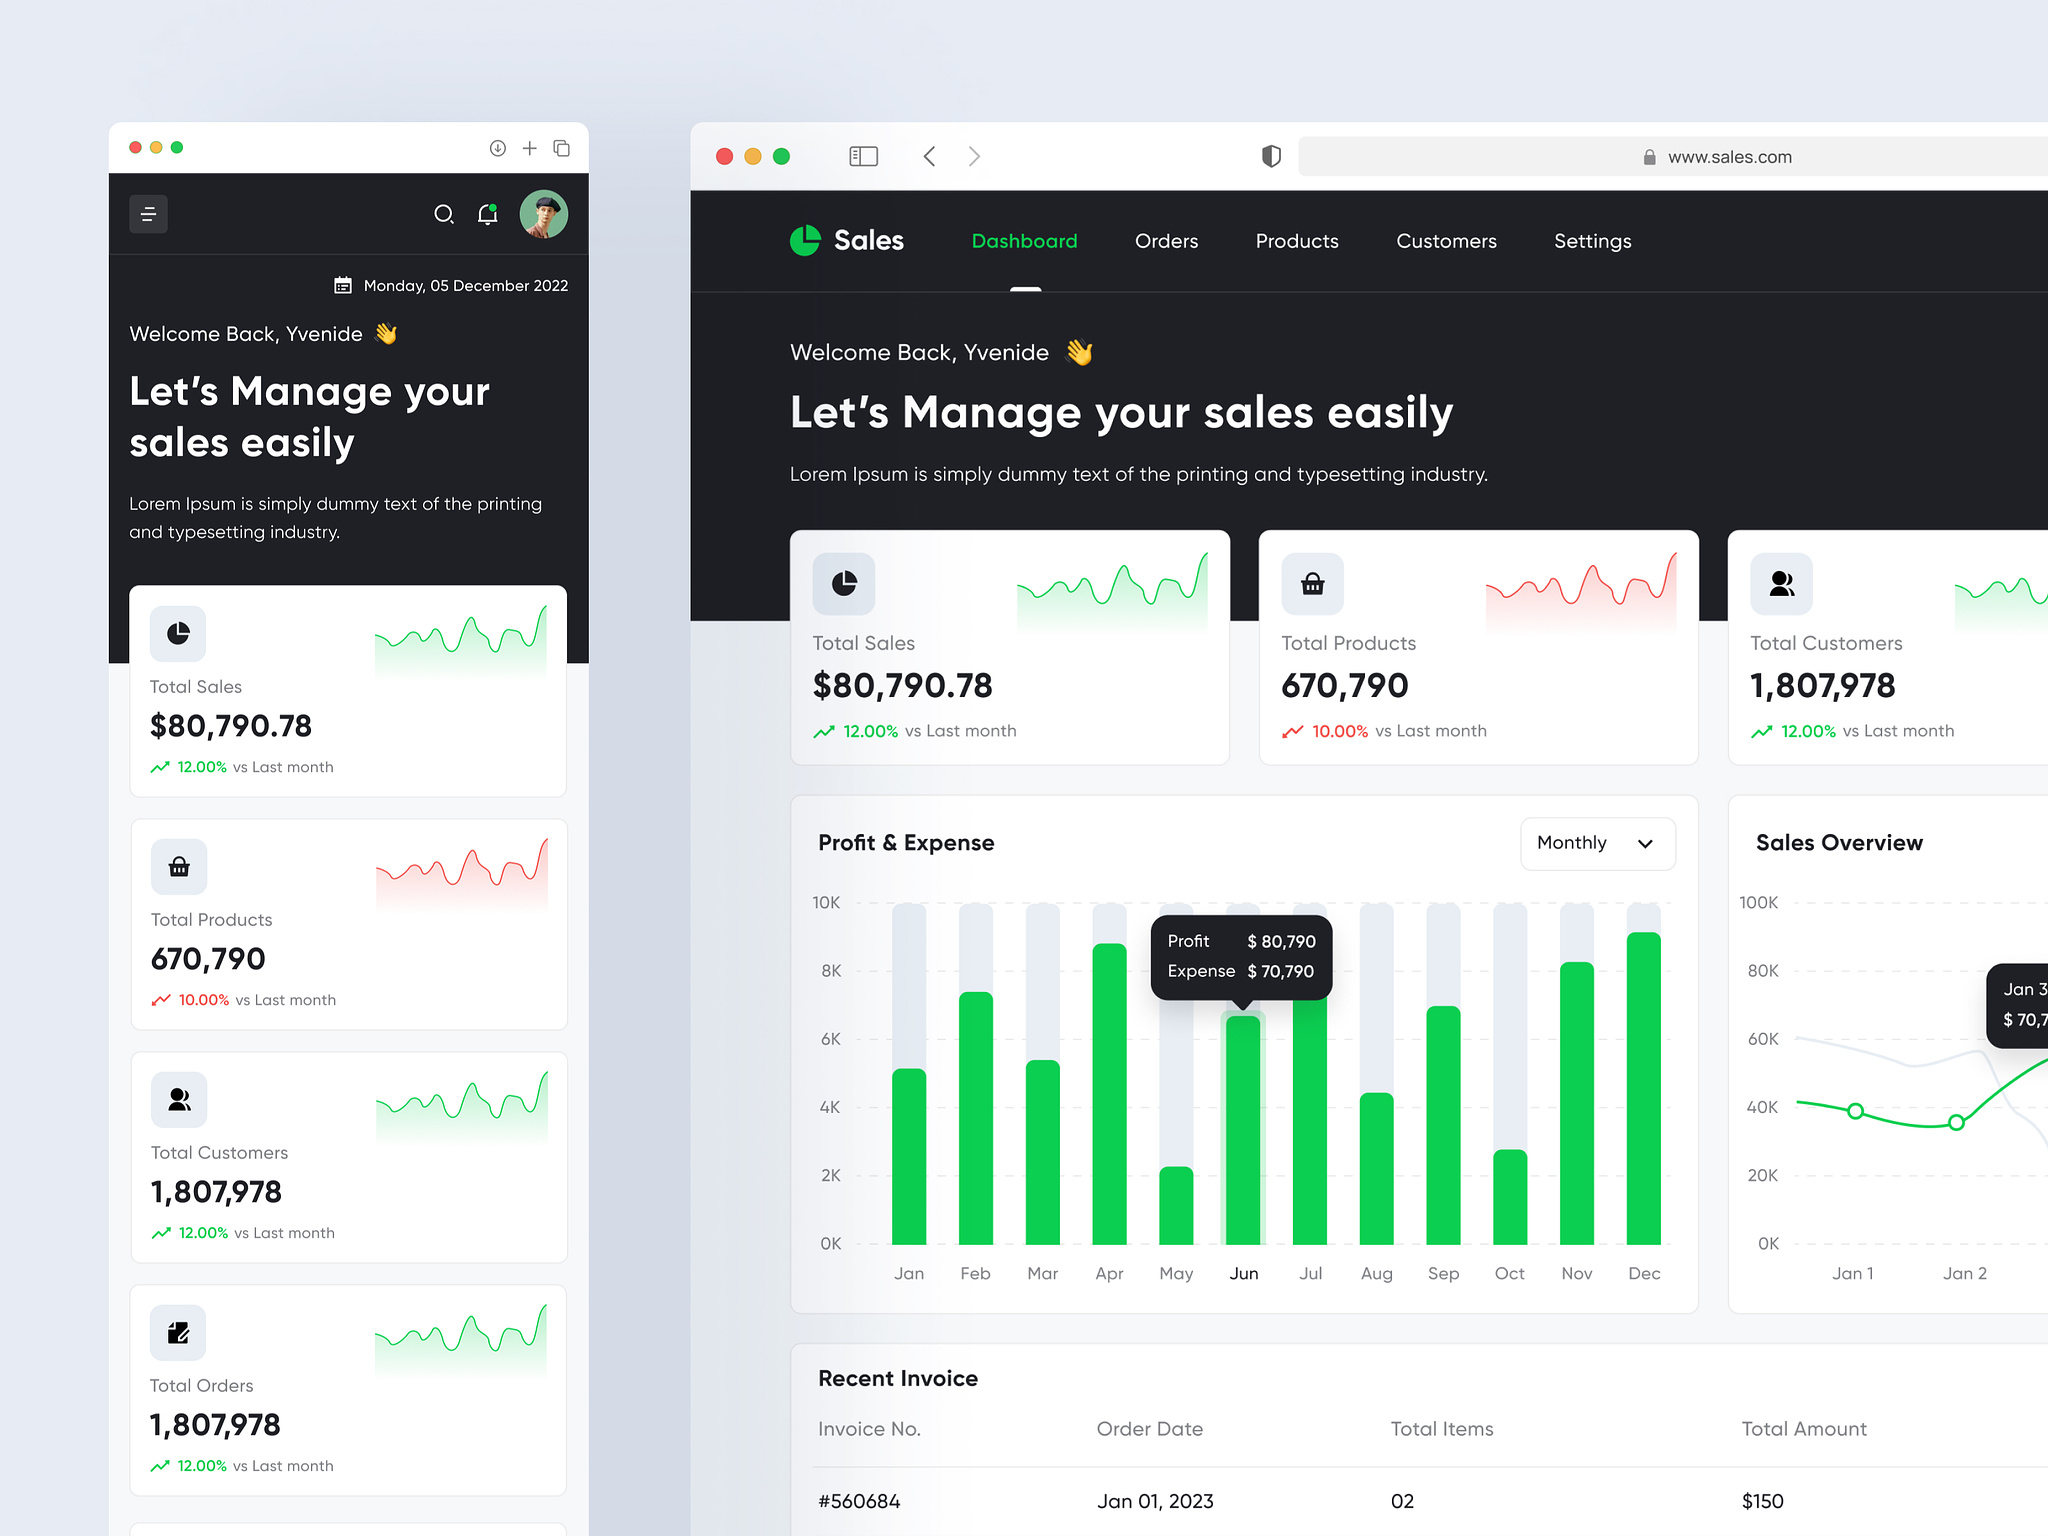 Monday, 05 December 2022
Welcome Back, Yvenide 👋
Let's Manage your
sales easily
Lorem Ipsum is simply dummy text of the printing
and typesetting industry.
Total Sales
$80,790.78
12.00% vs Last month
Total Products
670,790
10.00% vs Last month
Total Customers
1,807,978
12.00% vs Last month
Total Orders
1,807,978
12.00% vs Last month
www.sales.com
Sales Dashboard Orders Products Customers Settings
Welcome Back, Yvenide 👋
Let's Manage your sales easily
Lorem Ipsum is simply dummy text of the printing and typesetting industry.
Total Sales
$80,790.78
12.00% vs Last month
Total Products
670,790
10.00% vs Last month
Total Customers
1,807,978
12.00% vs Last month
Profit & Expense
Monthly
10K
8K
6K
4K
2K
0K
Profit $ 80,790
Expense $ 70,790
Jan Feb Mar Apr May Jun Jul Aug Sep Oct Nov Dec
Sales Overview
100K
80K
60K
40K
20K
0K
Jan 3
$ 70,7
Jan 1 Jan 2
Recent Invoice
Invoice No. Order Date Total Items Total Amount
#560684 Jan 01, 2023 02 $150